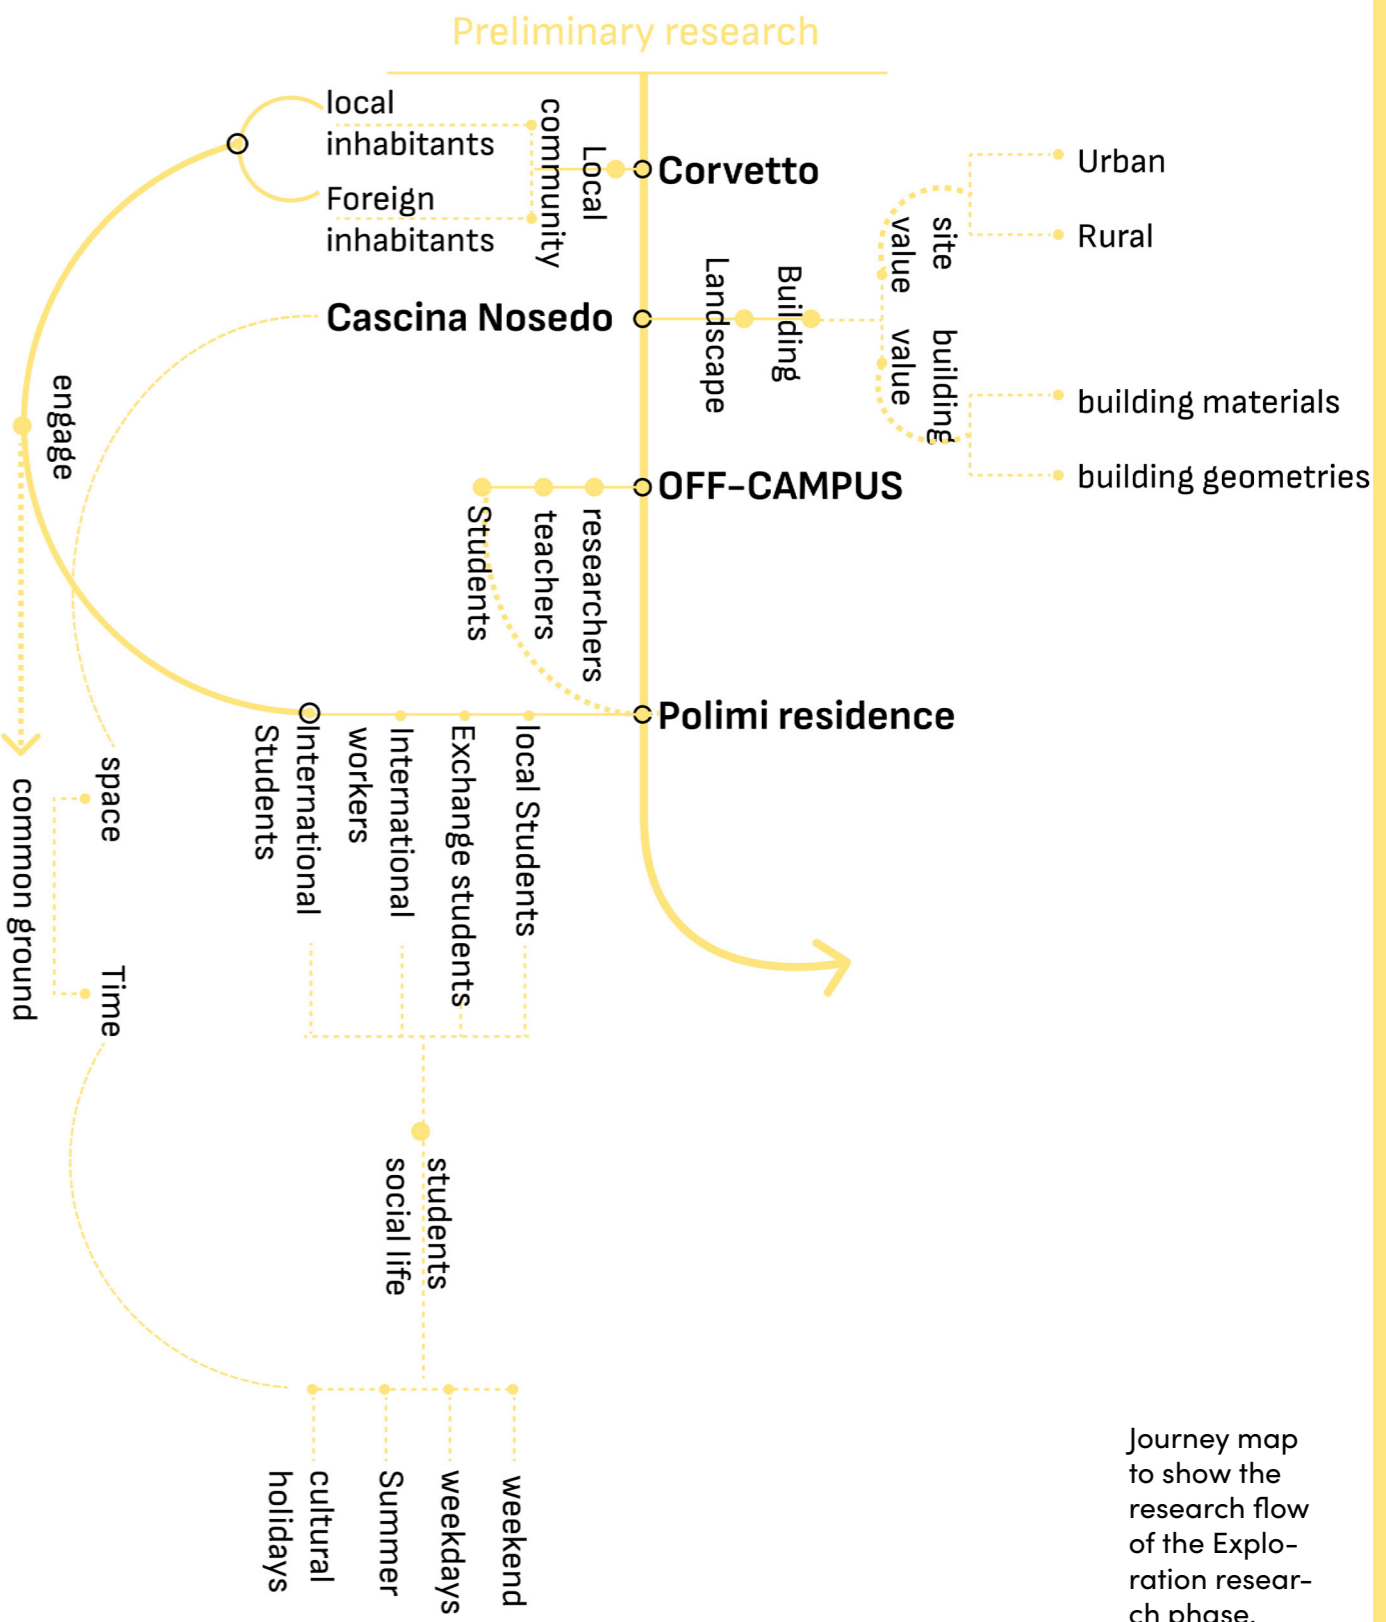 Preliminary research
local
inhabitants
Foreign
inhabitants
Local
community
Corvetto
Urban
Rural
site
value
Cascina Nosedo
Landscape
Building
building
value
building materials
building geometries
engage
OFF-CAMPUS
researchers
teachers
Students
Polimi residence
local Students
Exchange students
International
workers
International
Students
space
Time
common ground
students
social life
weekend
weekdays
Summer
cultural
holidays
Journey map
to show the
research flow
of the Explo-
ration resear-
ch phase.